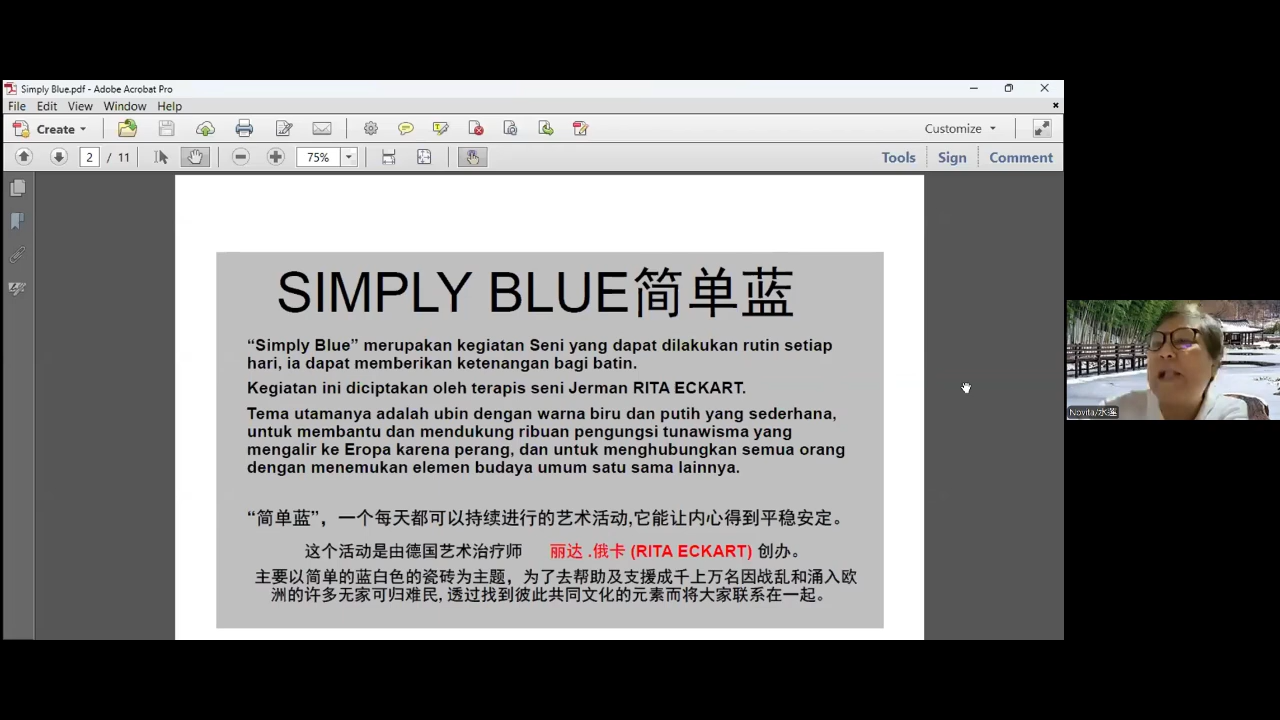 Simply Blue.pdf - Adobe Acrobat Pro
File Edit View Window Help
Create
Customize
2 / 11
75%
Tools Sign Comment
SIMPLY BLUE简单蓝
“Simply Blue” merupakan kegiatan Seni yang dapat dilakukan rutin setiap
hari, ia dapat memberikan ketenangan bagi batin.
Kegiatan ini diciptakan oleh terapis seni Jerman RITA ECKART.
Tema utamanya adalah ubin dengan warna biru dan putih yang sederhana,
untuk membantu dan mendukung ribuan pengungsi tunawisma yang
mengalir ke Eropa karena perang, dan untuk menghubungkan semua orang
dengan menemukan elemen budaya umum satu sama lainnya.
“简单蓝”，一个每天都可以持续进行的艺术活动,它能让内心得到平稳安定。
这个活动是由德国艺术治疗师 丽达 .俄卡 (RITA ECKART) 创办。
主要以简单的蓝白色的瓷砖为主题，为了去帮助及支援成千上万名因战乱和涌入欧
洲的许多无家可归难民, 透过找到彼此共同文化的元素而将大家联系在一起。
Novita/水莲